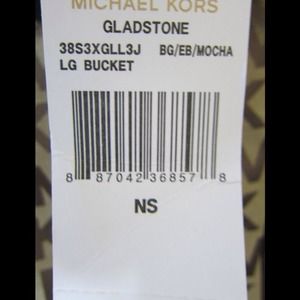 MICHAEL KORS
GLADSTONE
38S3XGLL3J BG/EB/MOCHA
LG BUCKET
8 87042 36857 8
NS